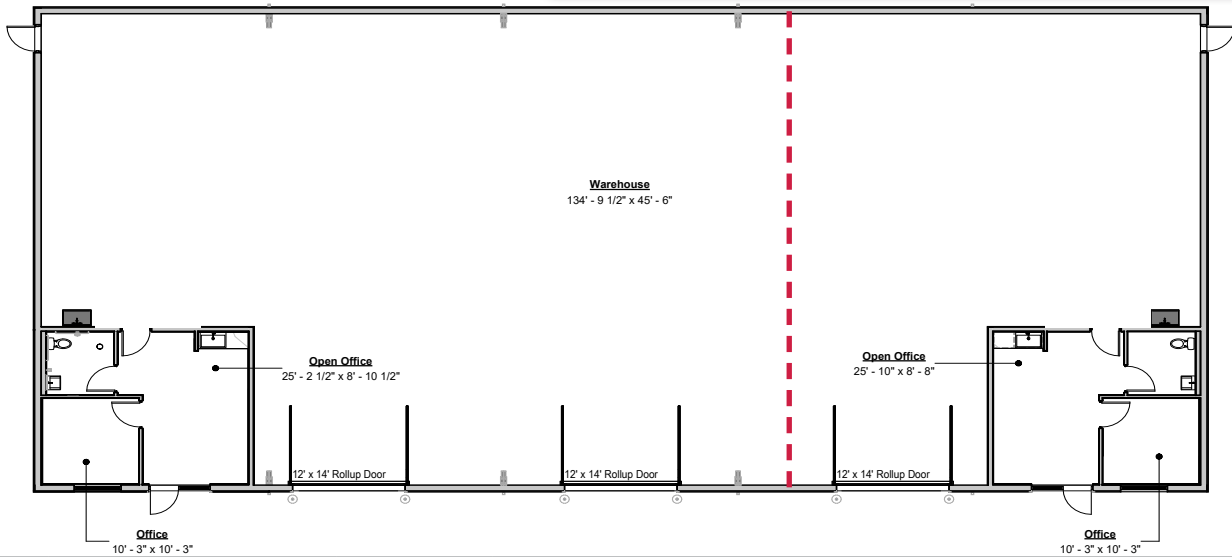 Warehouse
134' - 9 1/2" x 45' - 6"
Open Office
25' - 2 1/2" x 8' - 10 1/2"
Open Office
25' - 10" x 8' - 8"
12' x 14' Rollup Door
12' x 14' Rollup Door
12' x 14' Rollup Door
Office
10' - 3" x 10' - 3"
Office
10' - 3" x 10' - 3"